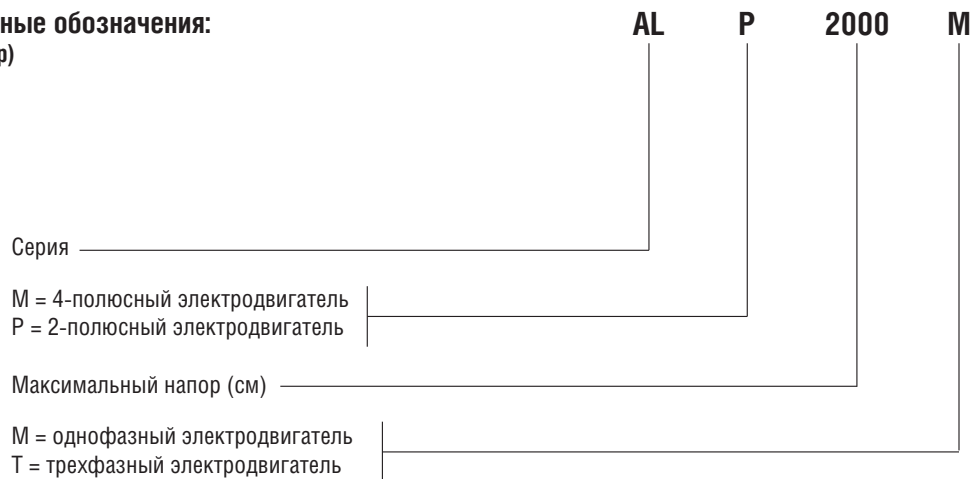 ные обозначения:
р)
AL P 2000 M
Серия
М = 4-полюсный электродвигатель
Р = 2-полюсный электродвигатель
Максимальный напор (см)
М = однофазный электродвигатель
Т = трехфазный электродвигатель